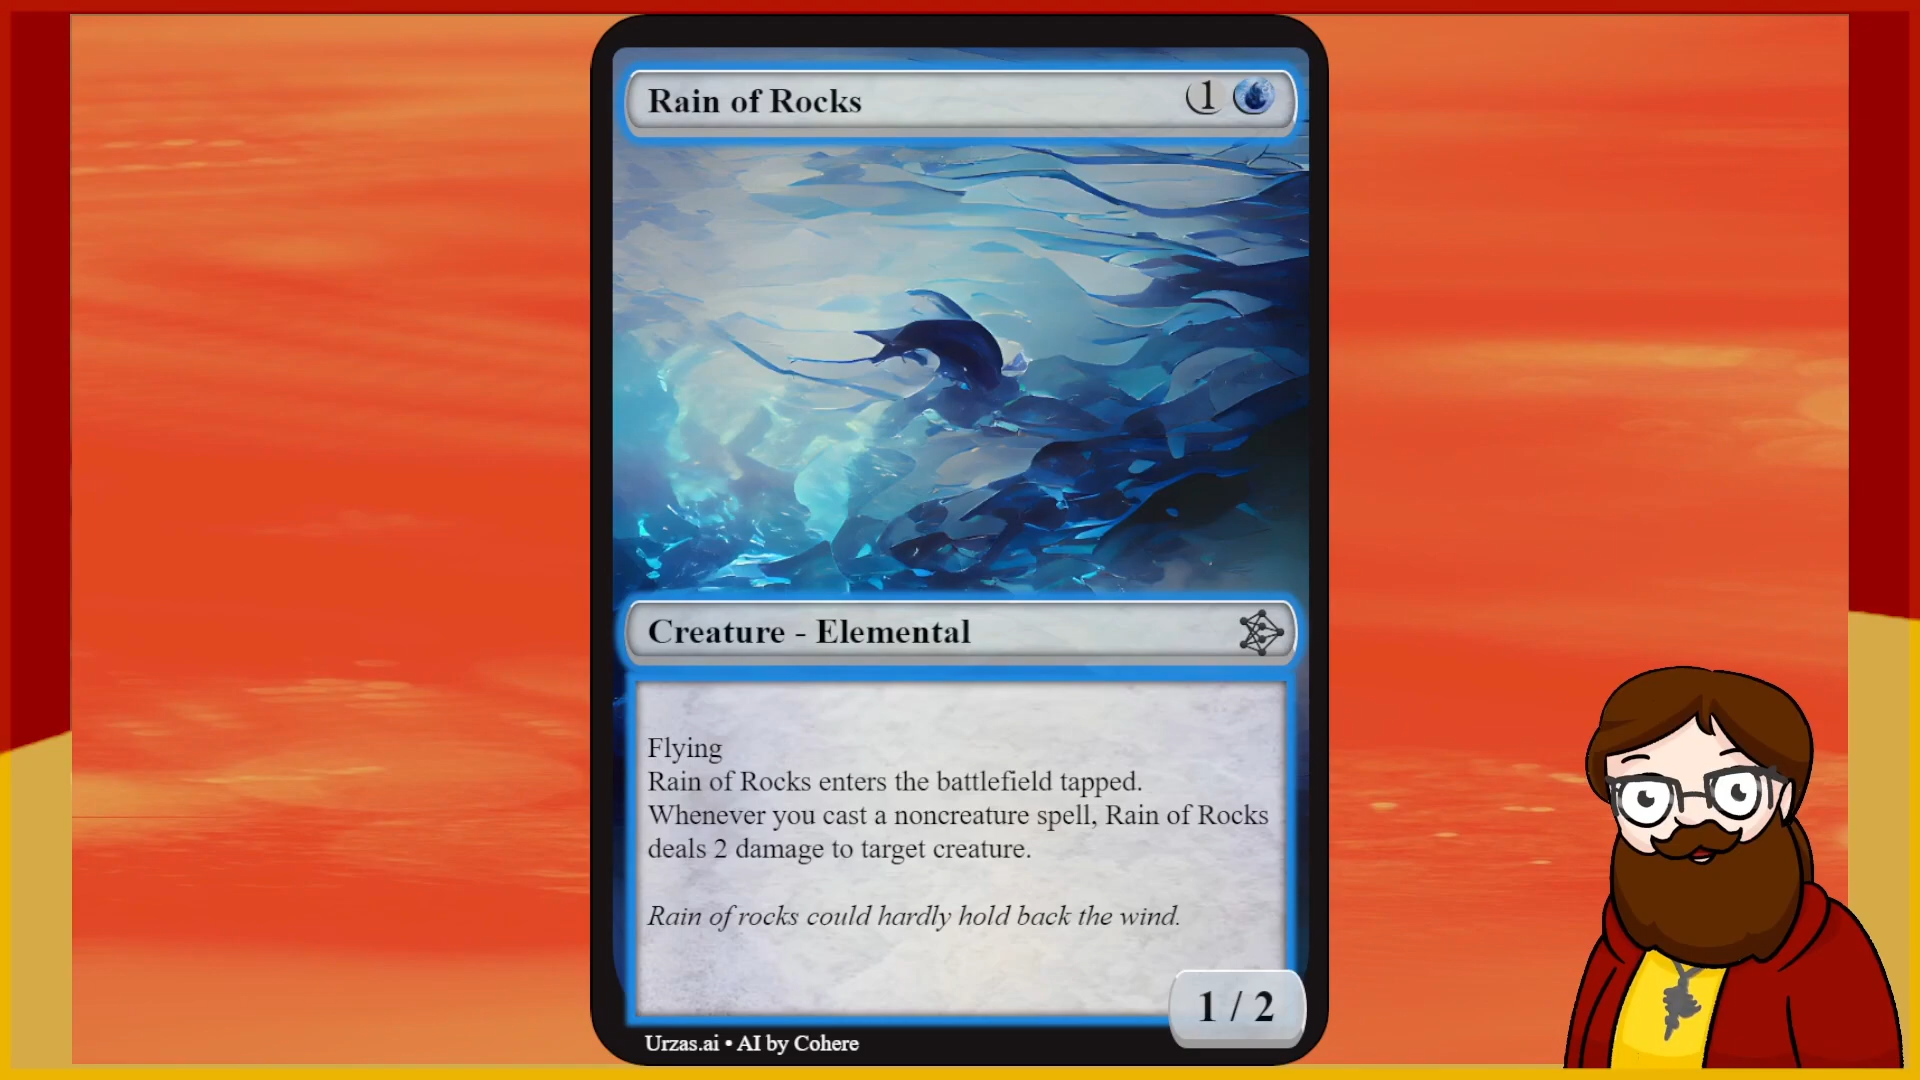 Rain of Rocks 1
Creature - Elemental
Flying
Rain of Rocks enters the battlefield tapped.
Whenever you cast a noncreature spell, Rain of Rocks
deals 2 damage to target creature.
Rain of rocks could hardly hold back the wind.
1 / 2
Urzas.ai • AI by Cohere